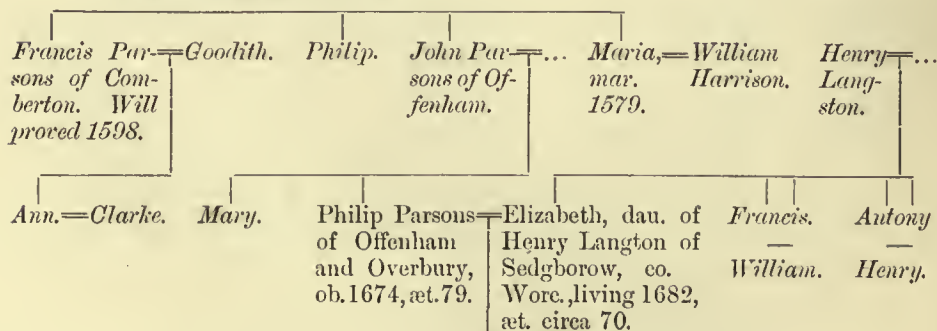 Francis Par-
sons of Com-
berton. Will
proved 1598.
Goodith.
Philip.
John Par-
sons of Of-
fenham.
...
Maria,
mar.
1579.
William
Harrison.
Henry
Lang-
ston.
...
Ann.
Clarke.
Mary.
Philip Parsons
of Offenham
and Overbury,
ob. 1674, æt. 79.
Elizabeth, dau. of
Henry Langton of
Sedgborow, co.
Worc., living 1682,
æt. circa 70.
Francis.
—
William.
Antony
—
Henry.